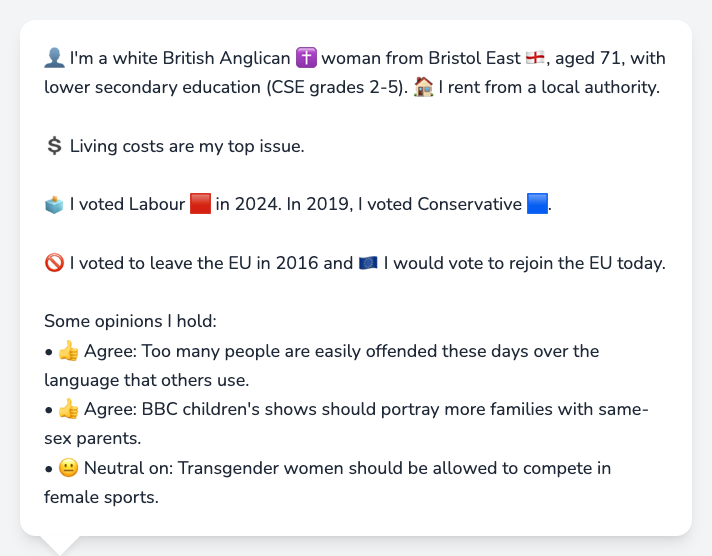 👤 I'm a white British Anglican ✝️ woman from Bristol East 🏴󠁧󠁢󠁥󠁮󠁧󠁿, aged 71, with
lower secondary education (CSE grades 2-5). 🏠 I rent from a local authority.
💲 Living costs are my top issue.
🗳️ I voted Labour 🟥 in 2024. In 2019, I voted Conservative 🟦.
🚫 I voted to leave the EU in 2016 and 🇪🇺 I would vote to rejoin the EU today.
Some opinions I hold:
• 👍 Agree: Too many people are easily offended these days over the
language that others use.
• 👍 Agree: BBC children's shows should portray more families with same-
sex parents.
• 😐 Neutral on: Transgender women should be allowed to compete in
female sports.